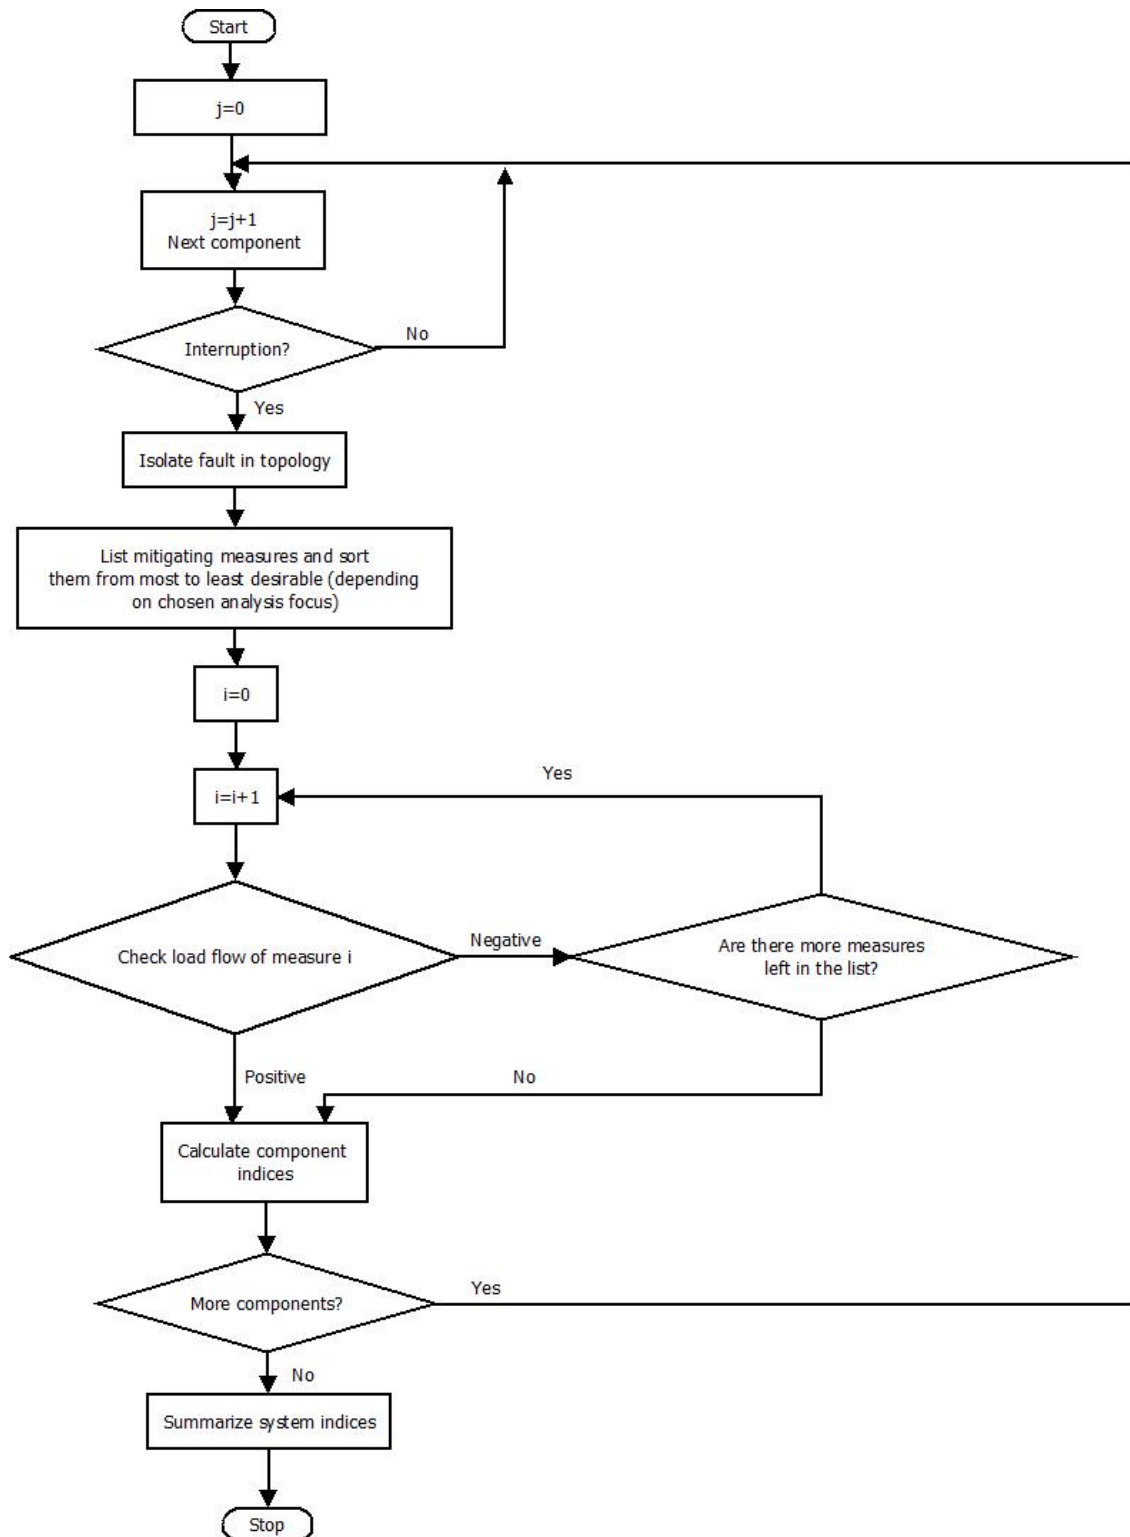 Start
j=0
j=j+1
Next component
Interruption?
No
Yes
Isolate fault in topology
List mitigating measures and sort
them from most to least desirable (depending
on chosen analysis focus)
i=0
Yes
i=i+1
Check load flow of measure i
Negative
Are there more measures
left in the list?
Positive
No
Calculate component
indices
More components?
Yes
No
Summarize system indices
Stop